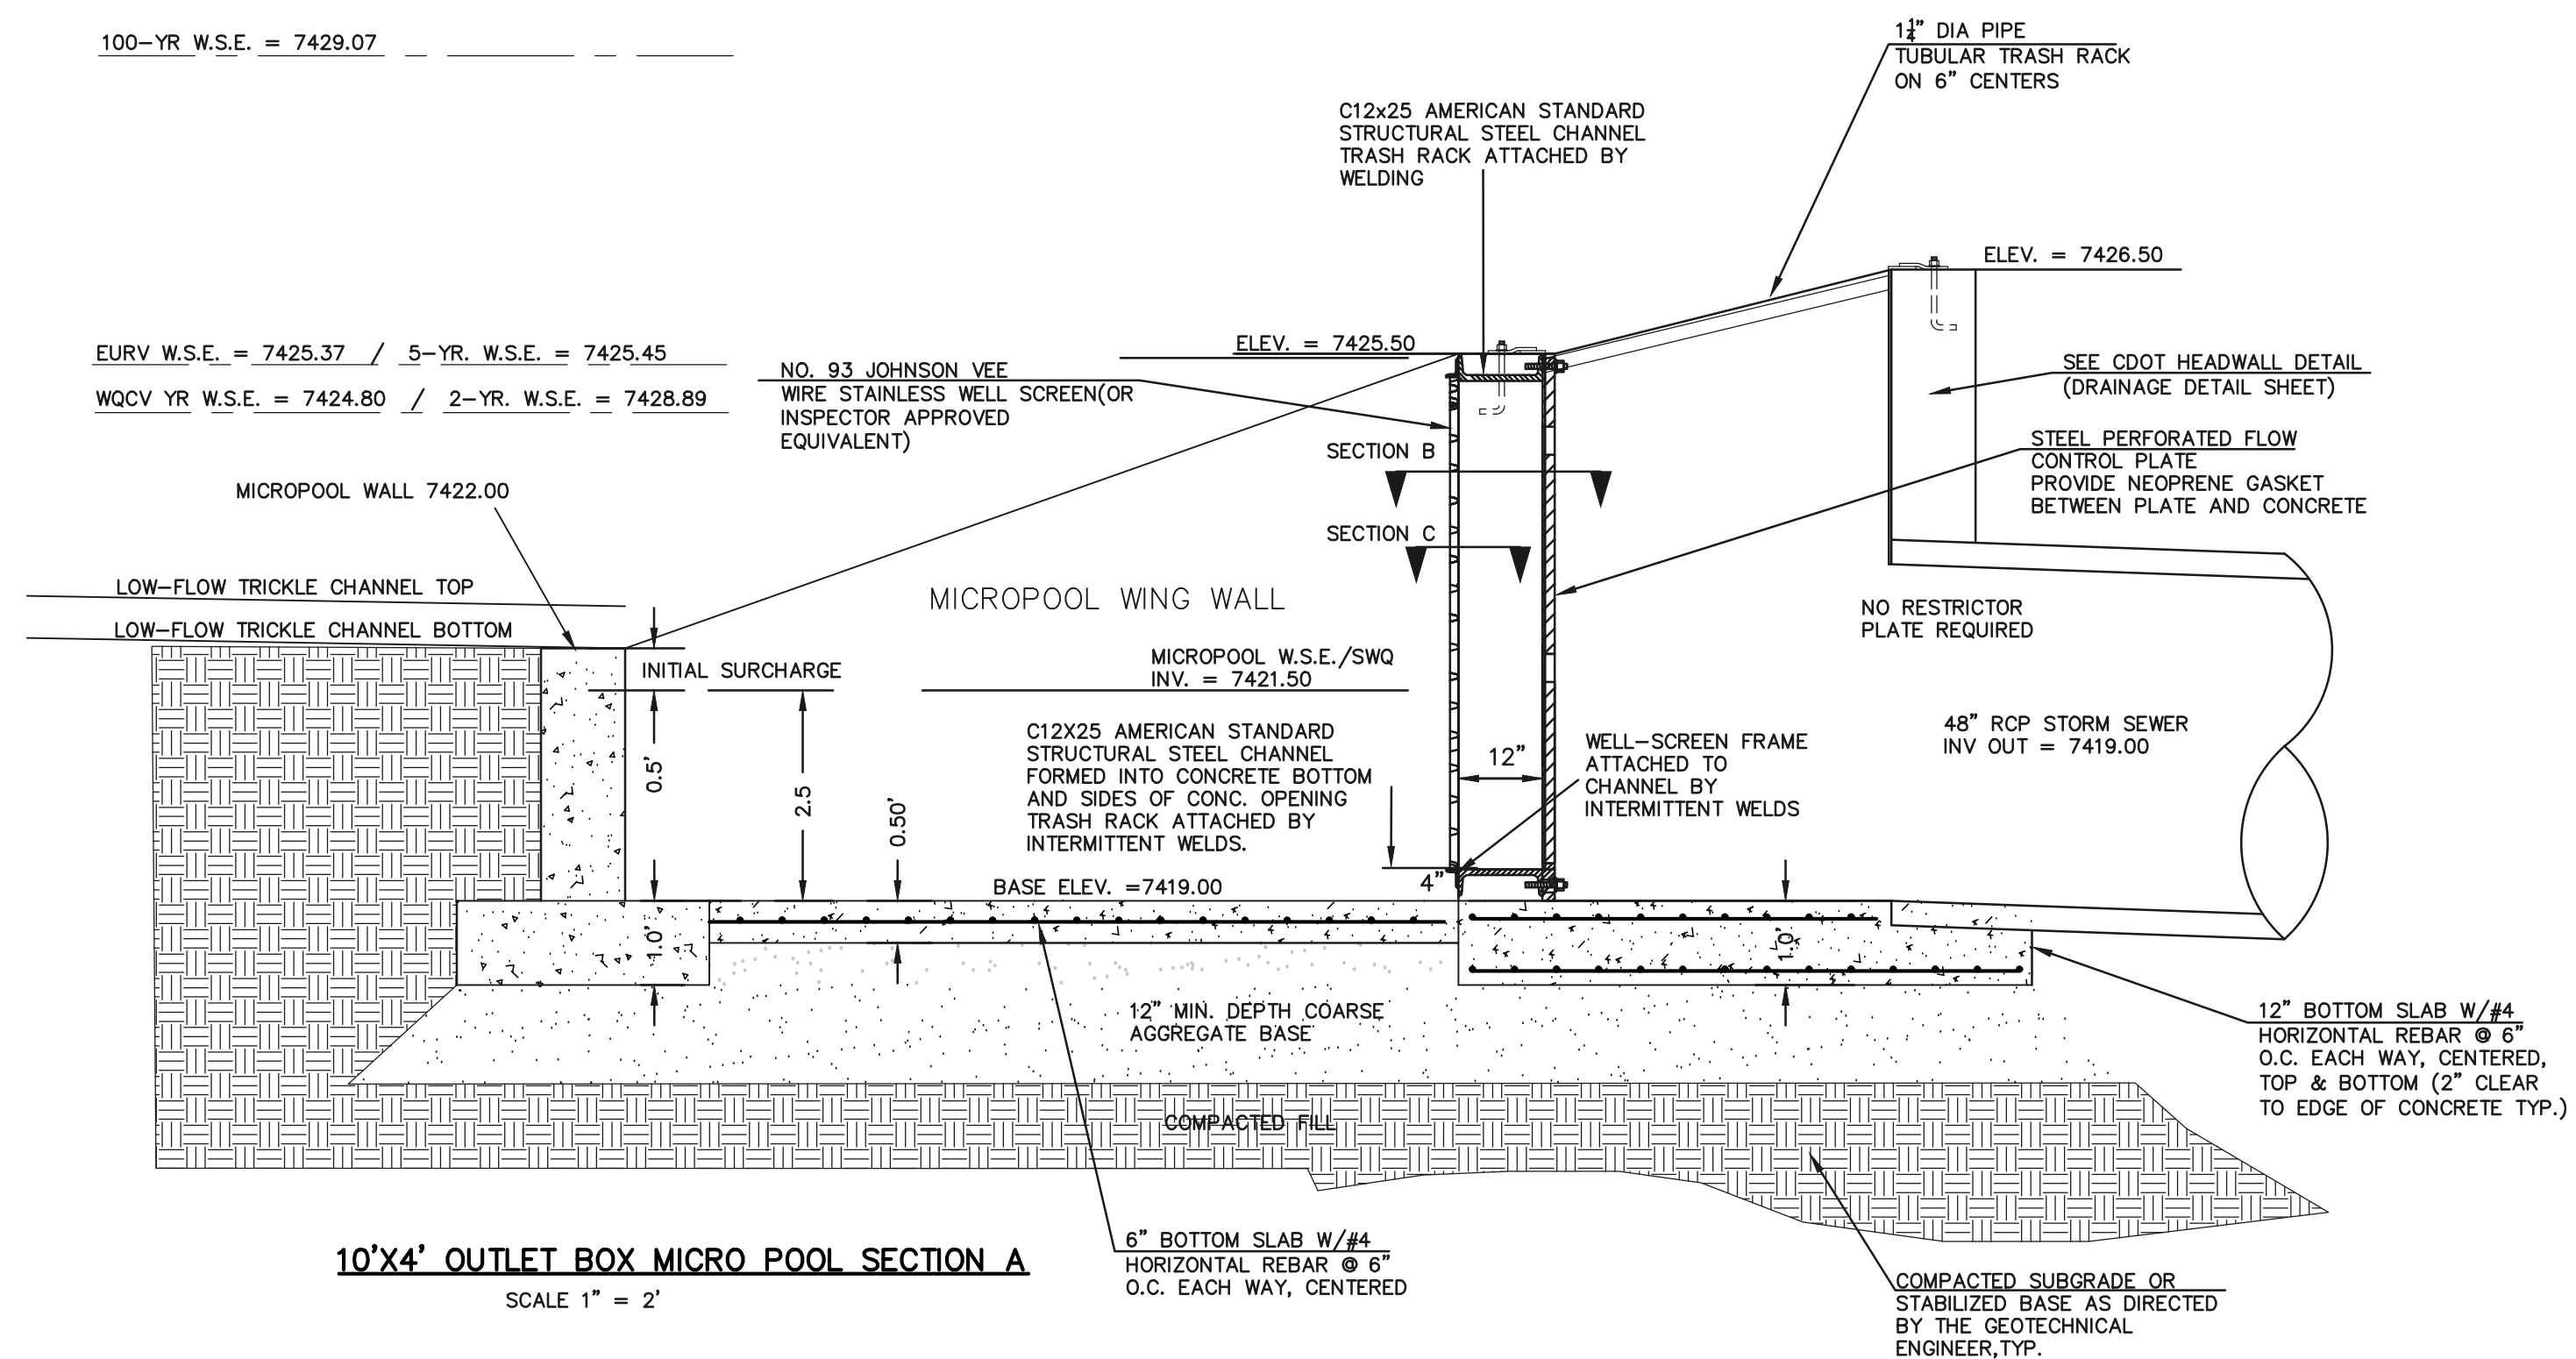 100-YR W.S.E. = 7429.07
1¼" DIA PIPE
TUBULAR TRASH RACK
ON 6" CENTERS
C12x25 AMERICAN STANDARD
STRUCTURAL STEEL CHANNEL
TRASH RACK ATTACHED BY
WELDING
ELEV. = 7426.50
ELEV. = 7425.50
EURV W.S.E. = 7425.37 / 5-YR. W.S.E. = 7425.45
WQCV YR W.S.E. = 7424.80 / 2-YR. W.S.E. = 7428.89
NO. 93 JOHNSON VEE
WIRE STAINLESS WELL SCREEN(OR
INSPECTOR APPROVED
EQUIVALENT)
SEE CDOT HEADWALL DETAIL
(DRAINAGE DETAIL SHEET)
SECTION B
STEEL PERFORATED FLOW
CONTROL PLATE
PROVIDE NEOPRENE GASKET
BETWEEN PLATE AND CONCRETE
MICROPOOL WALL 7422.00
SECTION C
LOW-FLOW TRICKLE CHANNEL TOP
MICROPOOL WING WALL
NO RESTRICTOR
PLATE REQUIRED
LOW-FLOW TRICKLE CHANNEL BOTTOM
INITIAL SURCHARGE
MICROPOOL W.S.E./SWQ
INV. = 7421.50
C12X25 AMERICAN STANDARD
STRUCTURAL STEEL CHANNEL
FORMED INTO CONCRETE BOTTOM
AND SIDES OF CONC. OPENING
TRASH RACK ATTACHED BY
INTERMITTENT WELDS.
12"
WELL-SCREEN FRAME
ATTACHED TO
CHANNEL BY
INTERMITTENT WELDS
48" RCP STORM SEWER
INV OUT = 7419.00
0.5'
2.5
0.50'
4"
BASE ELEV. =7419.00
1.0'
1.0'
12" MIN. DEPTH COARSE
AGGREGATE BASE
12" BOTTOM SLAB W/#4
HORIZONTAL REBAR @ 6"
O.C. EACH WAY, CENTERED,
TOP & BOTTOM (2" CLEAR
TO EDGE OF CONCRETE TYP.)
COMPACTED FILL
6" BOTTOM SLAB W/#4
HORIZONTAL REBAR @ 6"
O.C. EACH WAY, CENTERED
10'X4' OUTLET BOX MICRO POOL SECTION A
SCALE 1" = 2'
COMPACTED SUBGRADE OR
STABILIZED BASE AS DIRECTED
BY THE GEOTECHNICAL
ENGINEER,TYP.